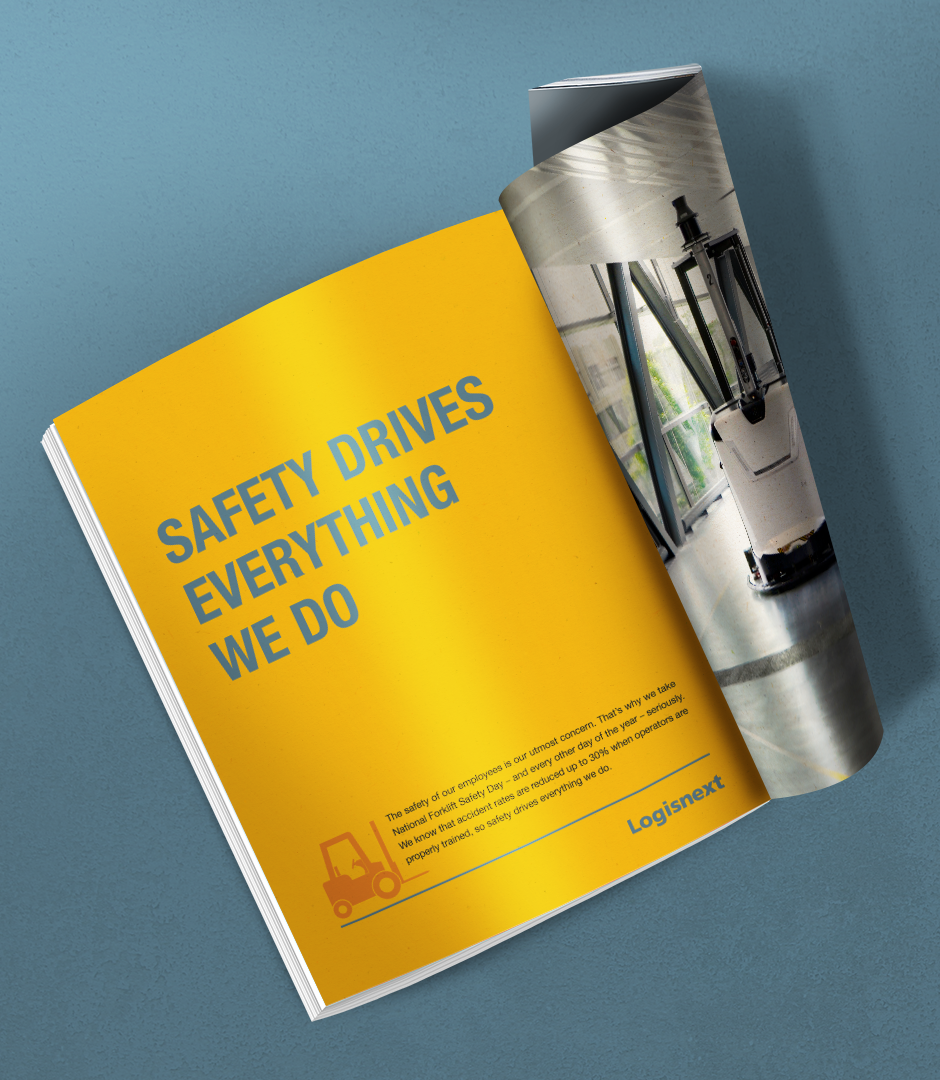 SAFETY DRIVES
EVERYTHING
WE DO
The safety of our employees is our utmost concern. That's why we take
National Forklift Safety Day – and every other day of the year – seriously.
We know that accident rates are reduced up to 30% when operators are
properly trained, so safety drives everything we do.
Logisnext